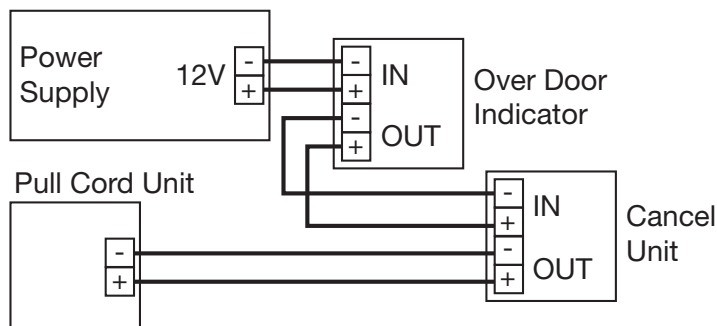 Power
Supply
12V
-
+
-
+
-
+
IN
OUT
Over Door
Indicator
Pull Cord Unit
-
+
-
+
-
+
IN
OUT
Cancel
Unit